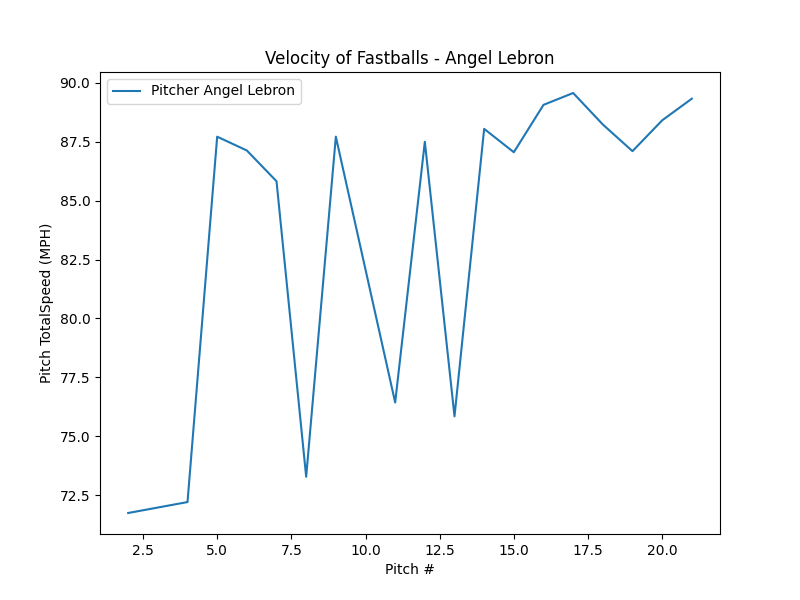 Velocity of Fastballs - Angel Lebron
Pitcher Angel Lebron
90.0
87.5
85.0
82.5
80.0
77.5
75.0
72.5
Pitch TotalSpeed (MPH)
2.5 5.0 7.5 10.0 12.5 15.0 17.5 20.0
Pitch #